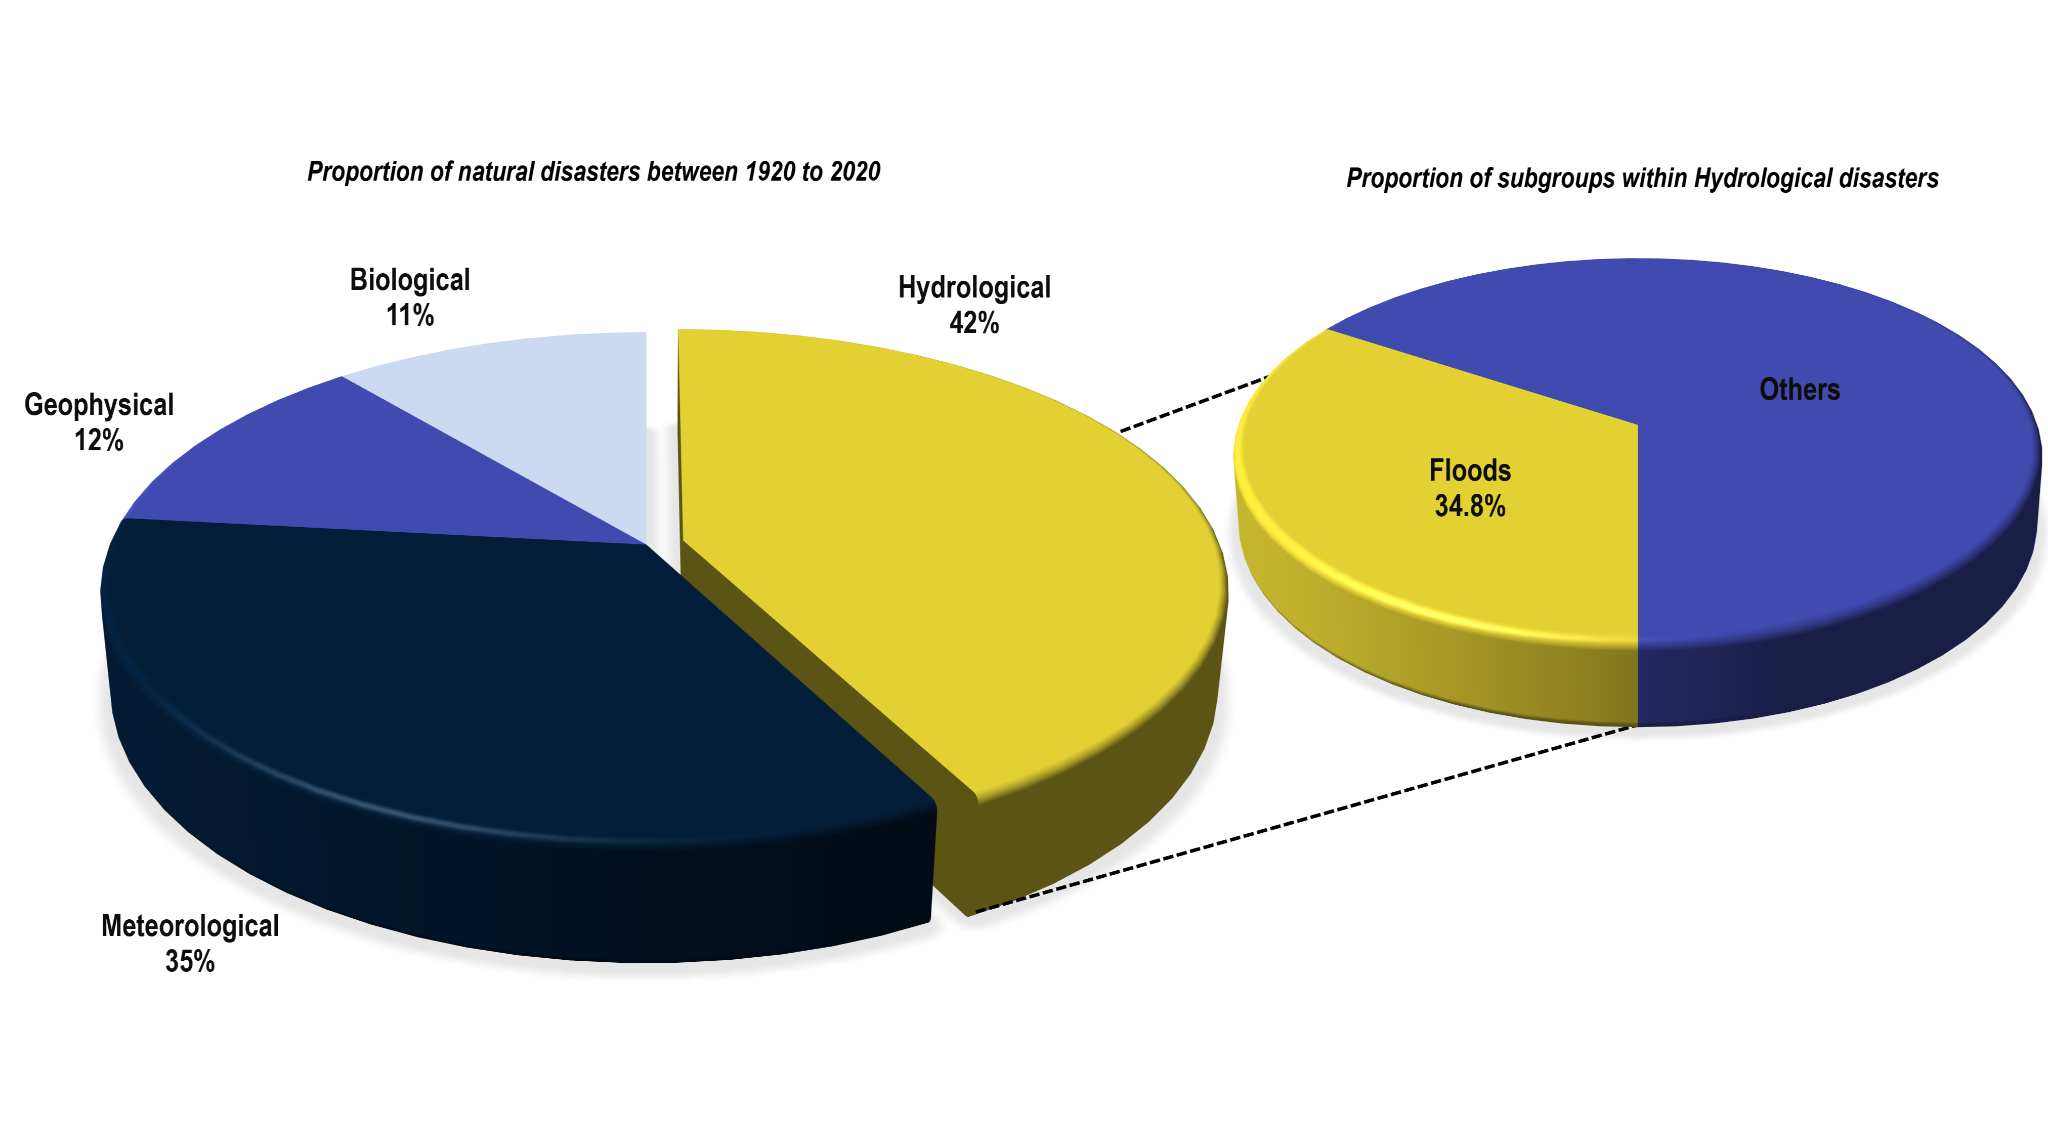 Proportion of natural disasters between 1920 to 2020
Biological
11%
Hydrological
42%
Geophysical
12%
Meteorological
35%
Proportion of subgroups within Hydrological disasters
Others
Floods
34.8%